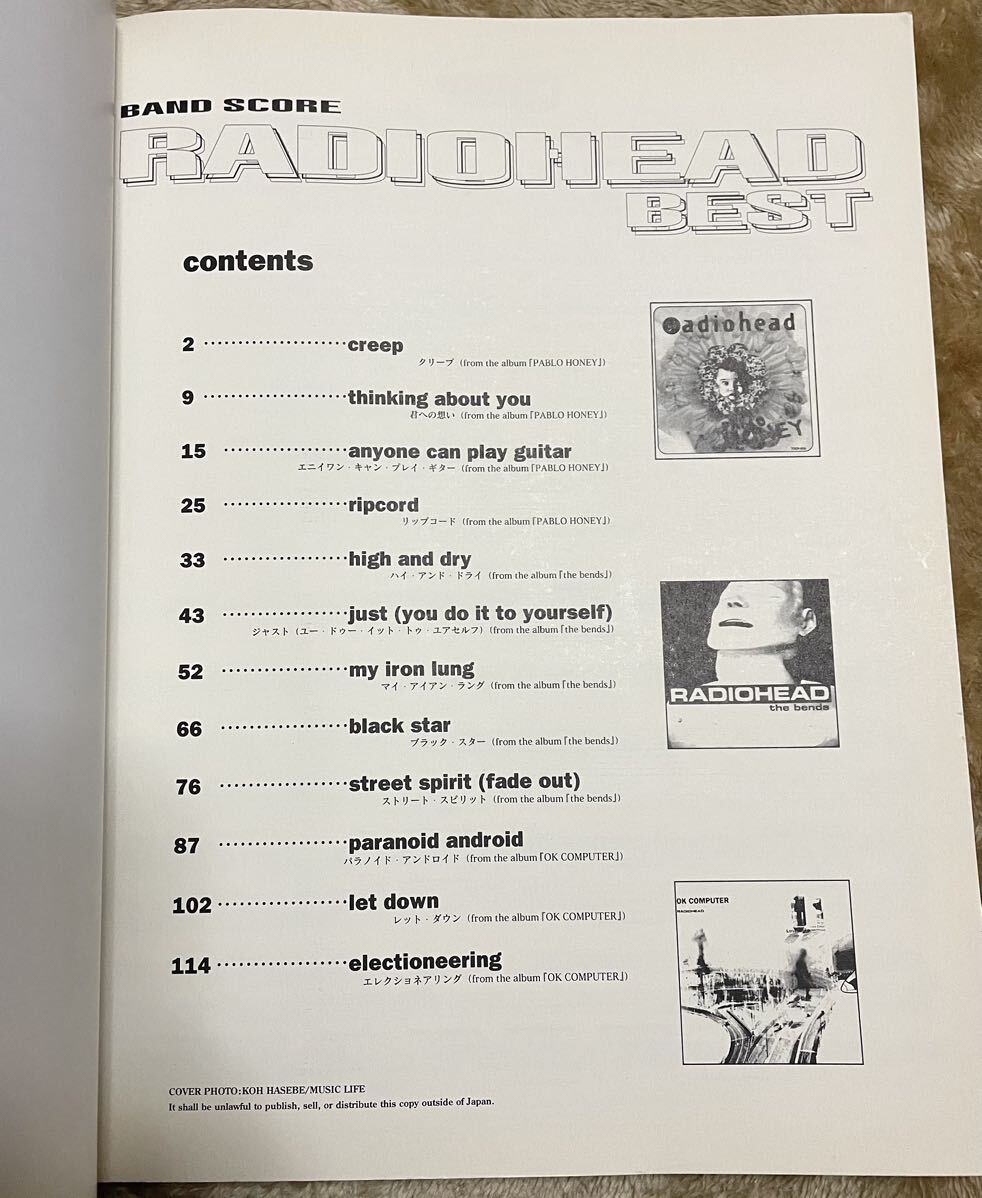 BAND SCORE
RADIOHEAD
BEST
contents
2 ····················creep
クリープ (from the album「PABLO HONEY」)
9 ····················thinking about you
君への想い (from the album「PABLO HONEY」)
15 ··················anyone can play guitar
エニイワン・キャン・プレイ・ギター (from the album「PABLO HONEY」)
25 ··················ripcord
リップコード (from the album「PABLO HONEY」)
33 ··················high and dry
ハイ・アンド・ドライ (from the album「the bends」)
43 ··················just (you do it to yourself)
ジャスト (ユー・ドゥー・イット・トゥ・ユアセルフ) (from the album「the bends」)
52 ··················my iron lung
マイ・アイアン・ラング (from the album「the bends」)
66 ··················black star
ブラック・スター (from the album「the bends」)
76 ··················street spirit (fade out)
ストリート・スピリット (from the album「the bends」)
87 ··················paranoid android
パラノイド・アンドロイド (from the album「OK COMPUTER」)
102 ··················let down
レット・ダウン (from the album「OK COMPUTER」)
114 ··················electioneering
エレクショネアリング (from the album「OK COMPUTER」)
radiohead
HONEY
RADIOHEAD
the bends
OK COMPUTER
RADIOHEAD
COVER PHOTO:KOH HASEBE/MUSIC LIFE
It shall be unlawful to publish, sell, or distribute this copy outside of Japan.